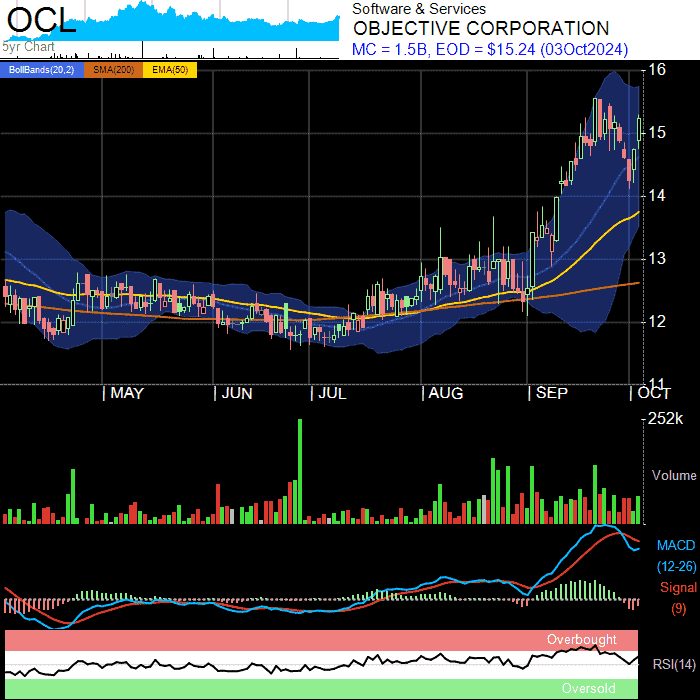 OCL
5yr Chart
Software & Services
OBJECTIVE CORPORATION
MC = 1.5B, EOD = $15.24 (03Oct2024)
BollBands(20,2) SMA(200) EMA(50)
16
15
14
13
12
11
MAY JUN JUL AUG SEP OCT
252k
Volume
MACD
(12-26)
Signal
(9)
Overbought
RSI(14)
Oversold